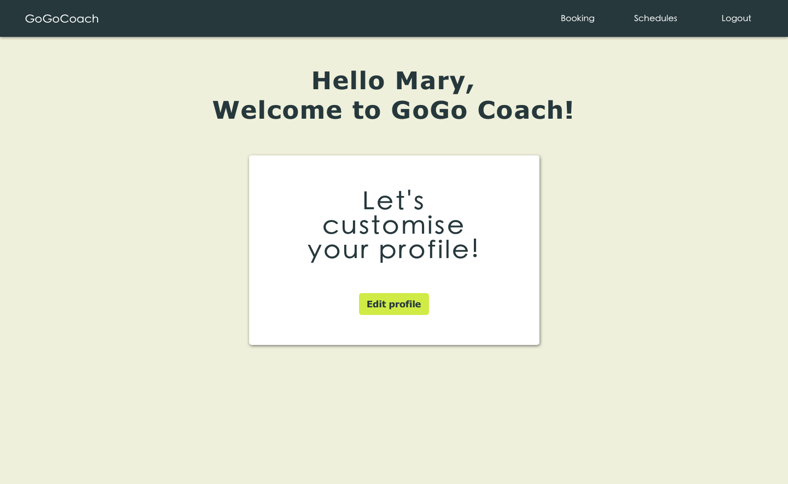 GoGoCoach
Booking
Schedules
Logout
Hello Mary,
Welcome to GoGo Coach!
Let's
customise
your profile!
Edit profile